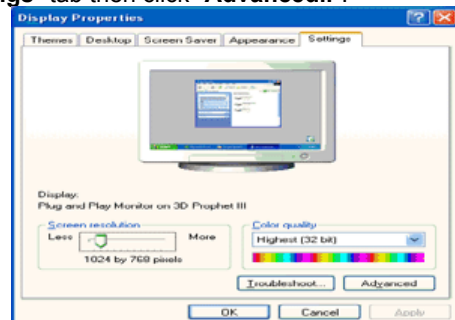 tab then click "Advanced.."
Display Properties
Themes Desktop Screen Saver Appearance Settings
Display:
Plug and Play Monitor on 3D Prophet III
Screen resolution
Less More
1024 by 768 pixels
Color quality
Highest (32 bit)
Troubleshoot... Advanced
OK Cancel Apply